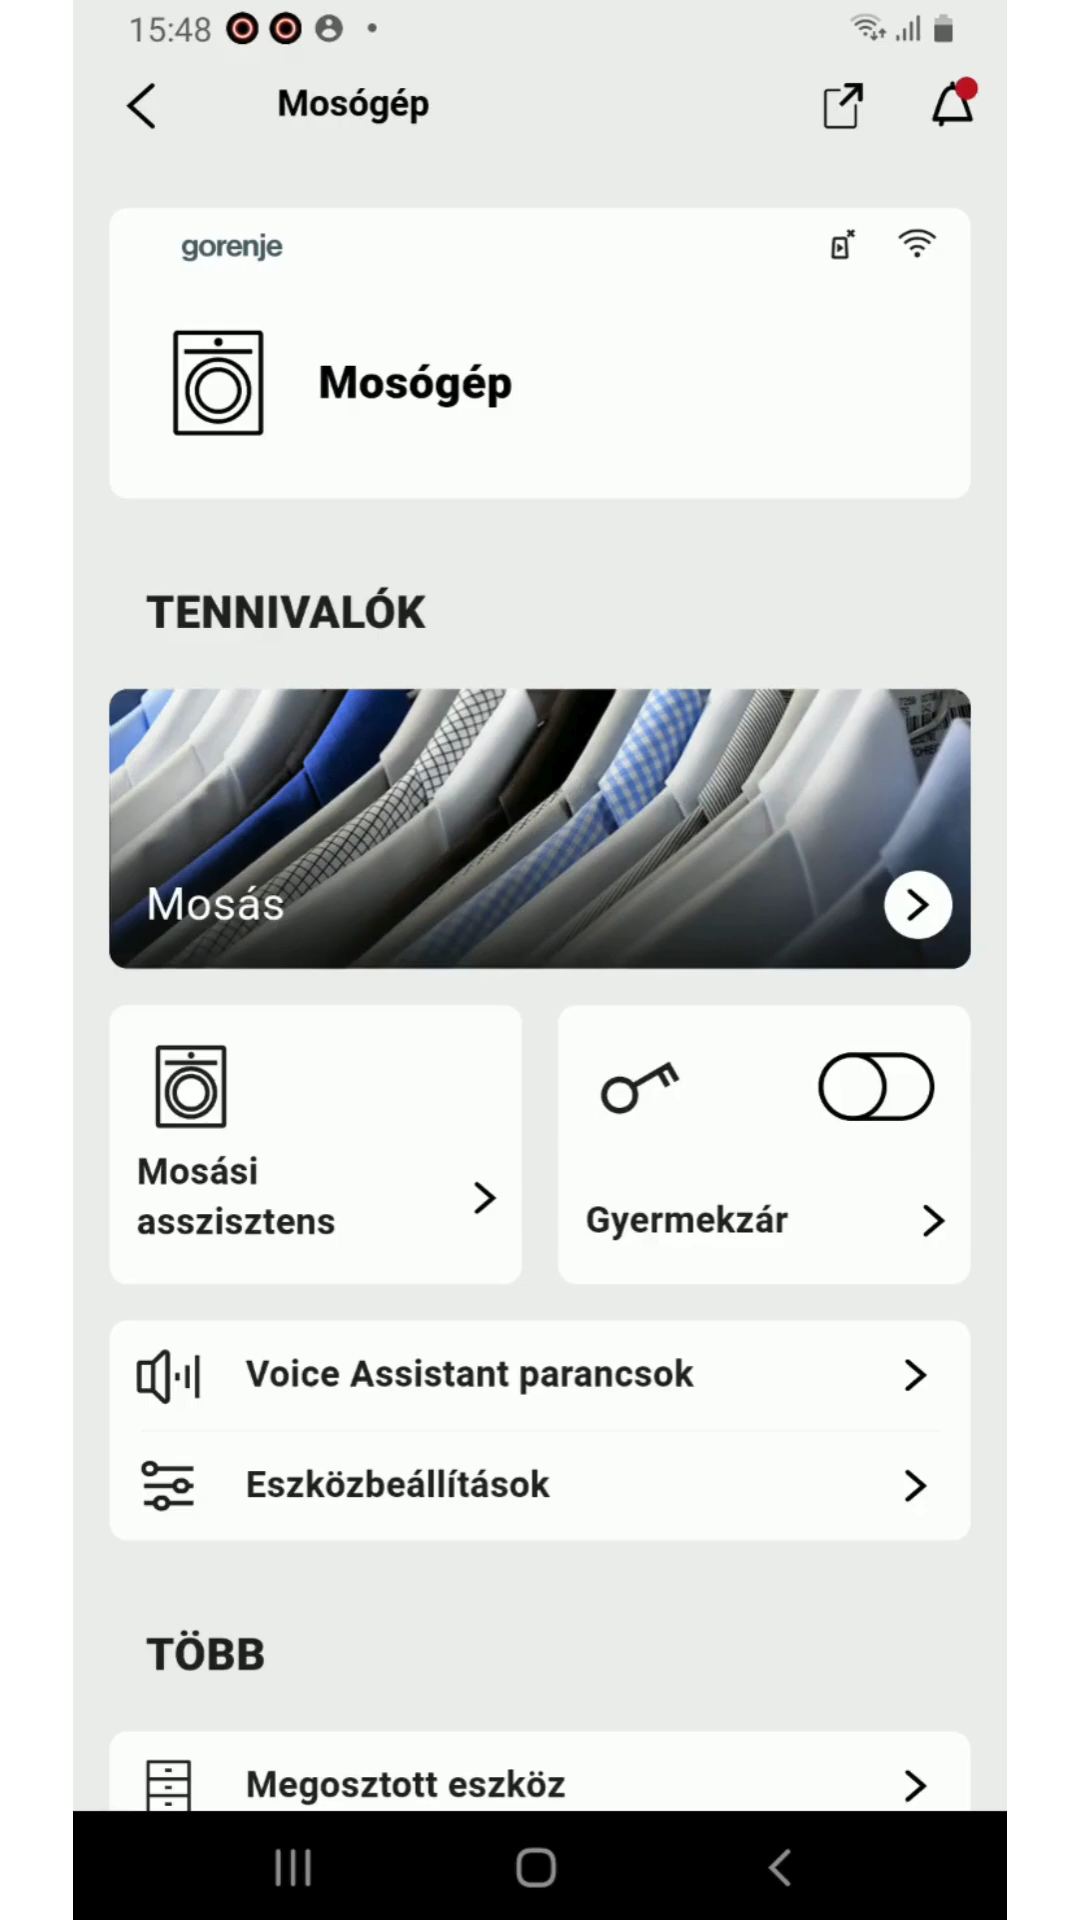 15:48
Mosógép
gorenje
Mosógép
TENNIVALÓK
Mosás
Mosási
asszisztens
Gyermekzár
Voice Assistant parancsok
Eszközbeállítások
TÖBB
Megosztott eszköz